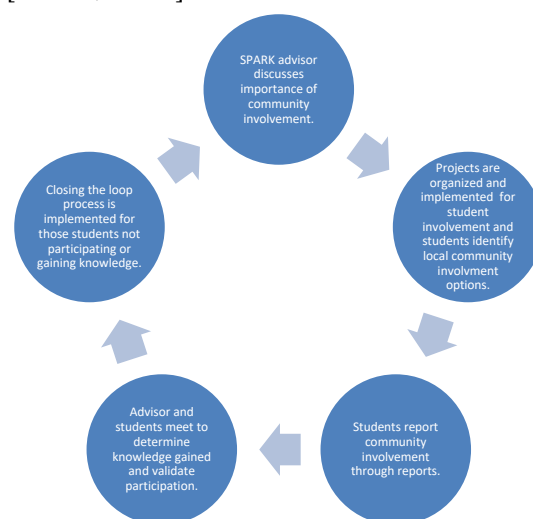 SPARK advisor
discusses
importance of
community
involvement.
Projects are
organized and
implemented for
student
involvement and
students identify
local community
involvment
options.
Students report
community
involvement
through reports.
Advisor and
students meet to
determine
knowledge gained
and validate
participation.
Closing the loop
process is
implemented for
those students not
participating or
gaining knowledge.